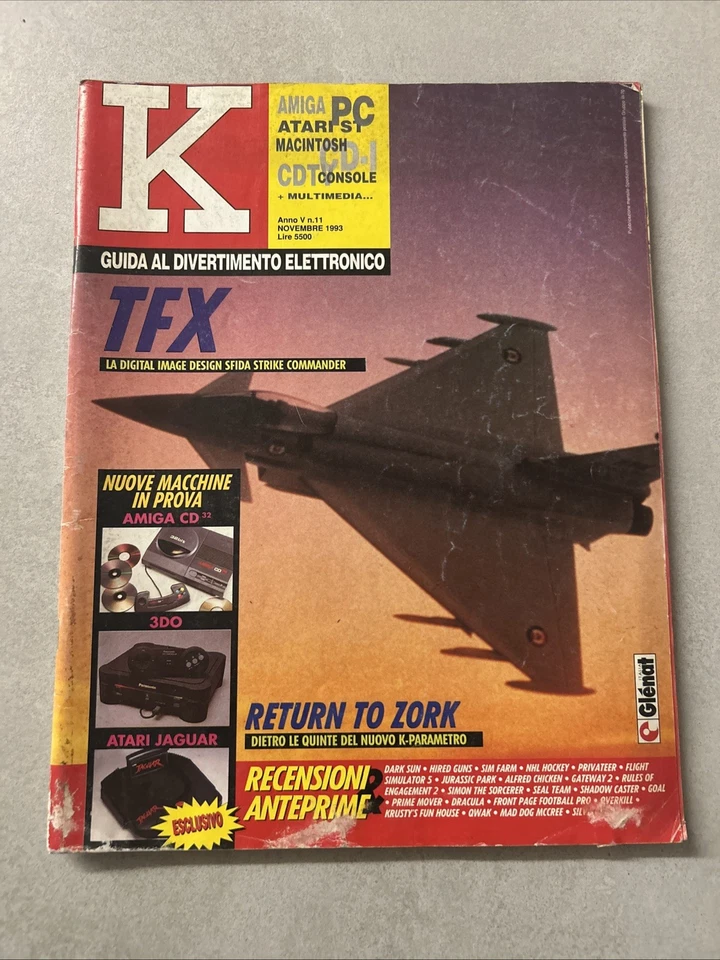 K
AMIGA PC
ATARI ST
MACINTOSH
CD-I
CDTV
CONSOLE
+ MULTIMEDIA...
Anno V n.11
NOVEMBRE 1993
Lire 5500
GUIDA AL DIVERTIMENTO ELETTRONICO
TFX
LA DIGITAL IMAGE DESIGN SFIDA STRIKE COMMANDER
NUOVE MACCHINE
IN PROVA
AMIGA CD 32
3DO
ATARI JAGUAR
JAGUAR
JAGUAR
ESCLUSIVO
RETURN TO ZORK
DIETRO LE QUINTE DEL NUOVO K-PARAMETRO
Glénat
RECENSIONI
ANTEPRIME
DARK SUN • HIRED GUNS • SIM FARM • NHL HOCKEY • PRIVATEER • FLIGHT
SIMULATOR 5 • JURASSIC PARK • ALFRED CHICKEN • GATEWAY 2 • RULES OF
ENGAGEMENT 2 • SIMON THE SORCERER • SEAL TEAM • SHADOW CASTER • GOAL
• PRIME MOVER • DRACULA • FRONT PAGE FOOTBALL PRO • OVERKILL •
KRUSTY'S FUN HOUSE • QWAK • MAD DOG MCCREE •